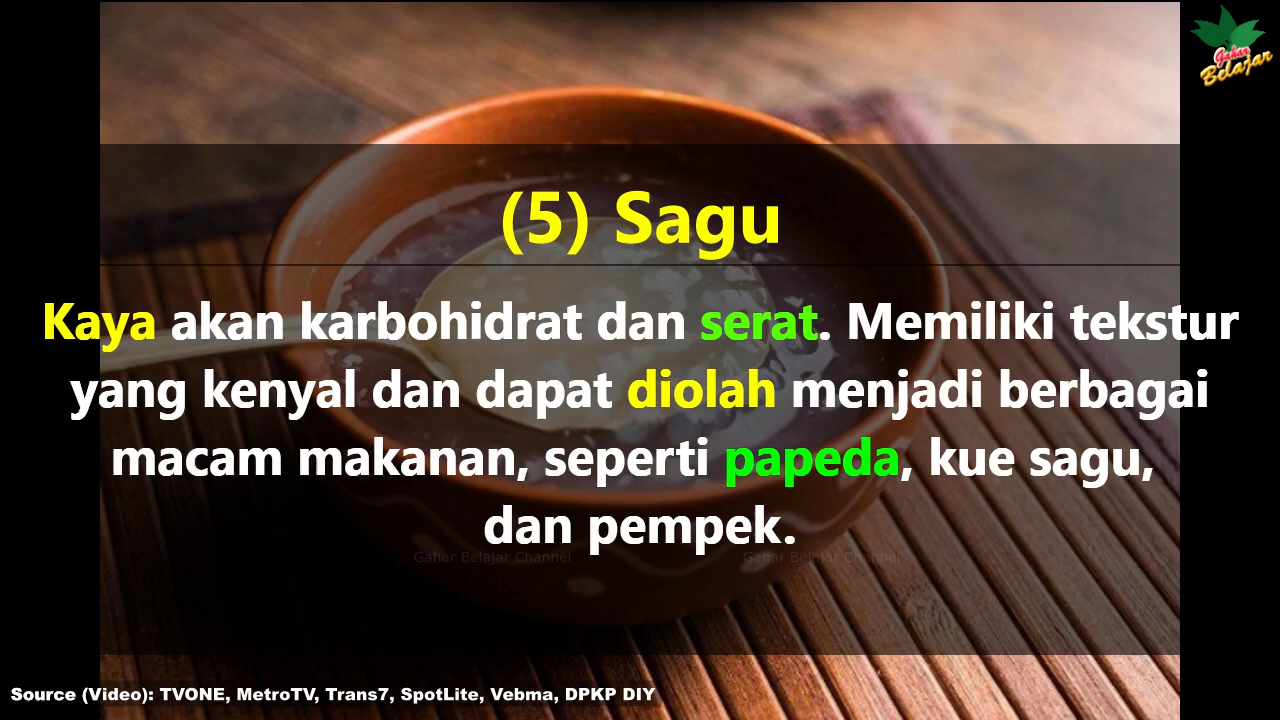 Gahar
Belajar
(5) Sagu
Kaya akan karbohidrat dan serat. Memiliki tekstur
yang kenyal dan dapat diolah menjadi berbagai
macam makanan, seperti papeda, kue sagu,
dan pempek.
Gahar Belajar Channel Gahar Belajar Channel
Source (Video): TVONE, MetroTV, Trans7, SpotLite, Vebma, DPKP DIY